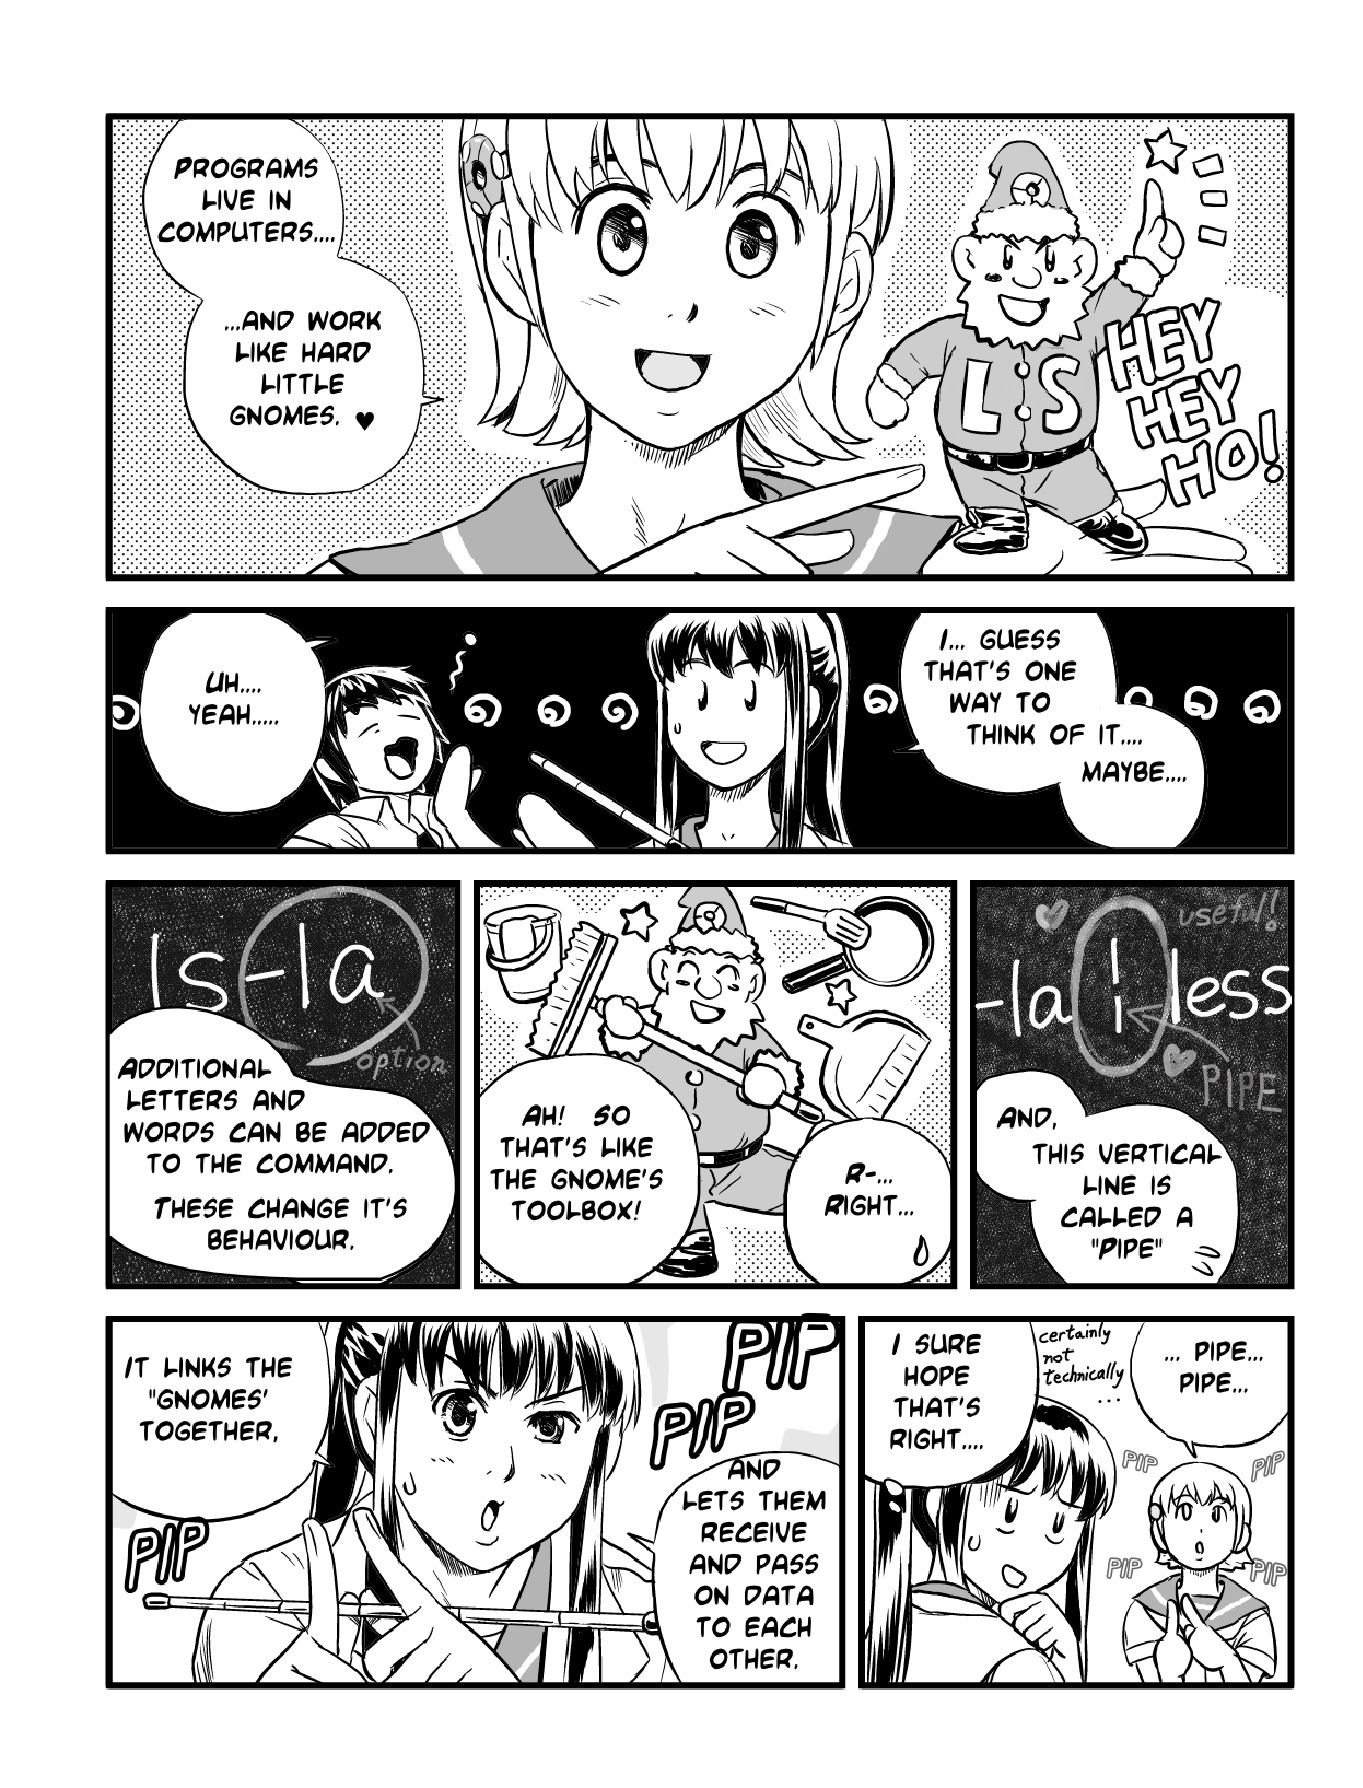 PROGRAMS
LIVE IN
COMPUTERS....
...AND WORK
LIKE HARD
LITTLE
GNOMES. ♥
LS
HEY
HEY
HO!
UH....
YEAH.....
I... GUESS
THAT'S ONE
WAY TO
THINK OF IT....
MAYBE....
ls -la
option
ADDITIONAL
LETTERS AND
WORDS CAN BE ADDED
TO THE COMMAND.
THESE CHANGE IT'S
BEHAVIOUR.
AH! SO
THAT'S LIKE
THE GNOME'S
TOOLBOX!
R-...
RIGHT...
useful!
-la | less
PIPE
AND,
THIS VERTICAL
LINE IS
CALLED A
"PIPE"
IT LINKS THE
"GNOMES'
TOGETHER,
PIP
PIP
PIP
AND
LETS THEM
RECEIVE
AND PASS
ON DATA
TO EACH
OTHER.
I SURE
HOPE
THAT'S
RIGHT....
certainly
not
technically
...
... PIPE...
PIPE...
PIP
PIP
PIP
PIP